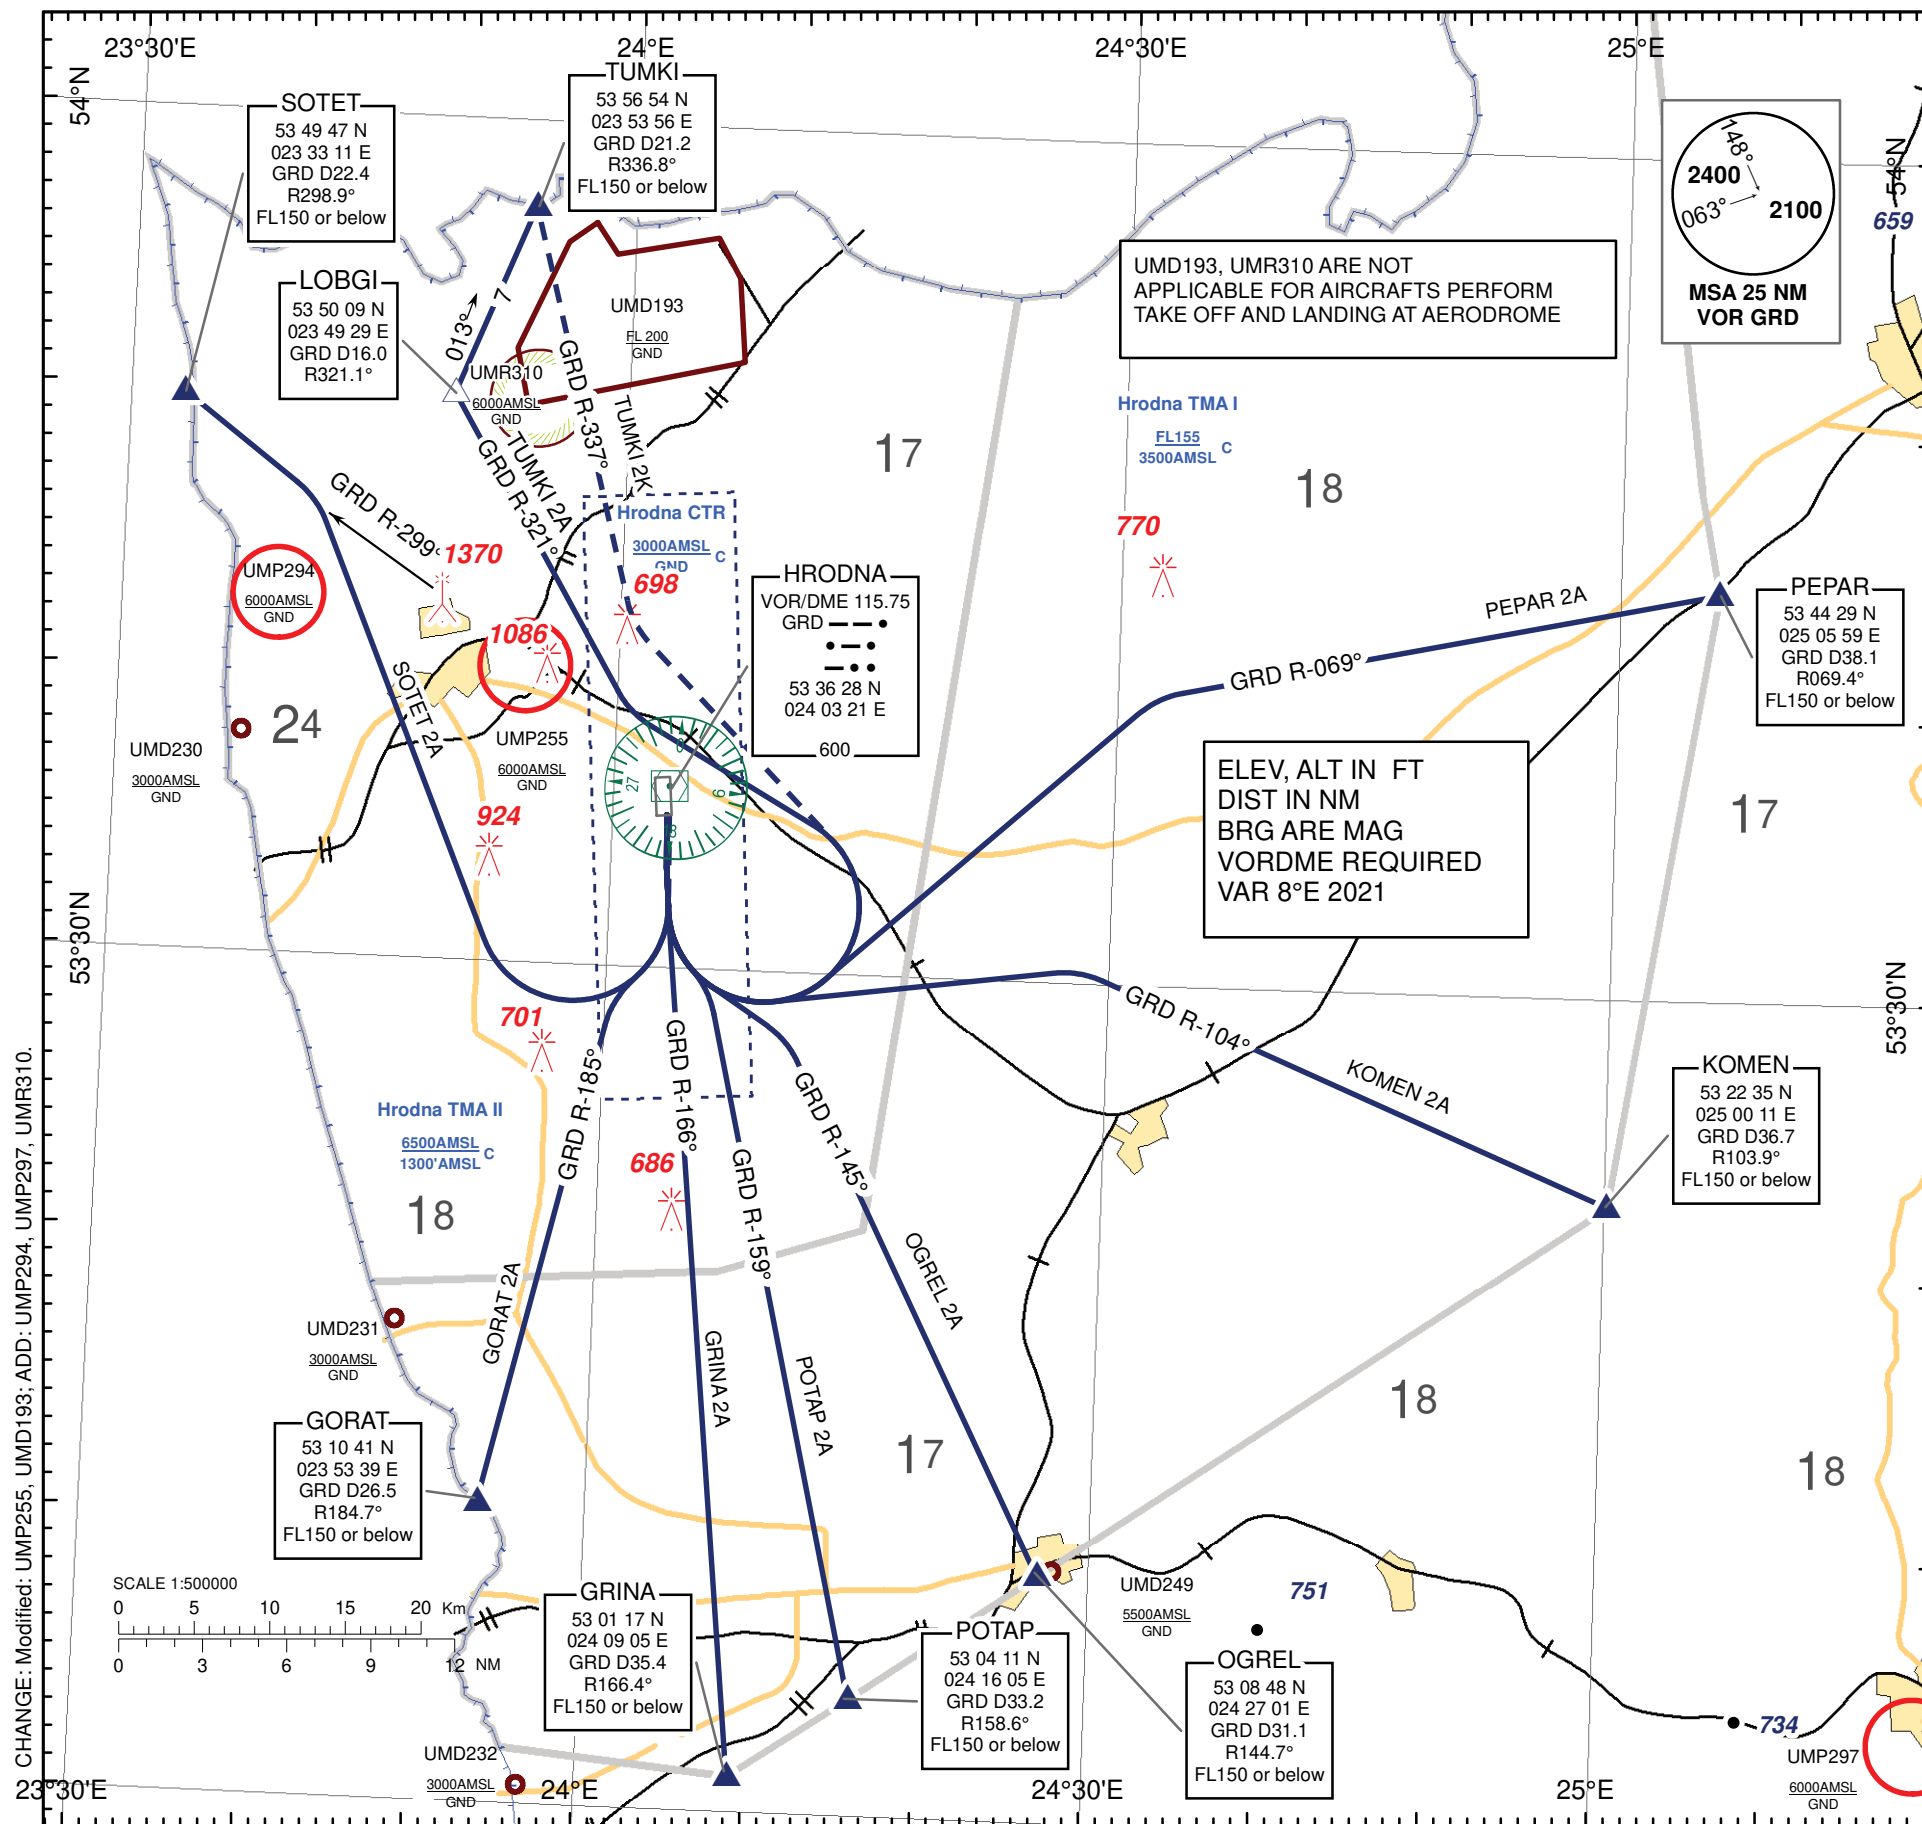 23°30'E
24°E
24°30'E
25°E
54°N
54°N
SOTET
53 49 47 N
023 33 11 E
GRD D22.4
R298.9°
FL150 or below
TUMKI
53 56 54 N
023 53 56 E
GRD D21.2
R336.8°
FL150 or below
LOBGI
53 50 09 N
023 49 29 E
GRD D16.0
R321.1°
013°
7
UMD193
FL 200
GND
UMR310
6000AMSL
GND
UMD193, UMR310 ARE NOT
APPLICABLE FOR AIRCRAFTS PERFORM
TAKE OFF AND LANDING AT AERODROME
148°
2400
063°
2100
MSA 25 NM
VOR GRD
659
Hrodna TMA I
FL155
3500AMSL
C
17
18
GRD R-337°
TUMKI 2K
TUMKI 2A
GRD R-321°
GRD R-299°
1370
Hrodna CTR
3000AMSL
GND
C
698
770
UMP294
6000AMSL
GND
1086
HRODNA
VOR/DME 115.75
GRD
53 36 28 N
024 03 21 E
600
PEPAR 2A
GRD R-069°
PEPAR
53 44 29 N
025 05 59 E
GRD D38.1
R069.4°
FL150 or below
SOTET 2A
24
UMD230
3000AMSL
GND
UMP255
6000AMSL
GND
0
27
9
18
924
ELEV, ALT IN FT
DIST IN NM
BRG ARE MAG
VORDME REQUIRED
VAR 8°E 2021
17
53°30'N
53°30'N
701
GRD R-104°
KOMEN 2A
KOMEN
53 22 35 N
025 00 11 E
GRD D36.7
R103.9°
FL150 or below
Hrodna TMA II
6500AMSL
1300'AMSL
C
18
GRD R-185°
GRD R-166°
686
GRD R-159°
GRD R-145°
GORAT 2A
GRINA 2A
POTAP 2A
OGREL 2A
UMD231
3000AMSL
GND
18
17
18
GORAT
53 10 41 N
023 53 39 E
GRD D26.5
R184.7°
FL150 or below
SCALE 1:500000
0 5 10 15 20 Km
0 3 6 9 12 NM
GRINA
53 01 17 N
024 09 05 E
GRD D35.4
R166.4°
FL150 or below
POTAP
53 04 11 N
024 16 05 E
GRD D33.2
R158.6°
FL150 or below
UMD249
5500AMSL
GND
751
OGREL
53 08 48 N
024 27 01 E
GRD D31.1
R144.7°
FL150 or below
734
UMP297
6000AMSL
GND
UMD232
3000AMSL
GND
23°30'E
24°E
24°30'E
25°E
CHANGE: Modified: UMP255, UMD193; ADD: UMP294, UMP297, UMR310.